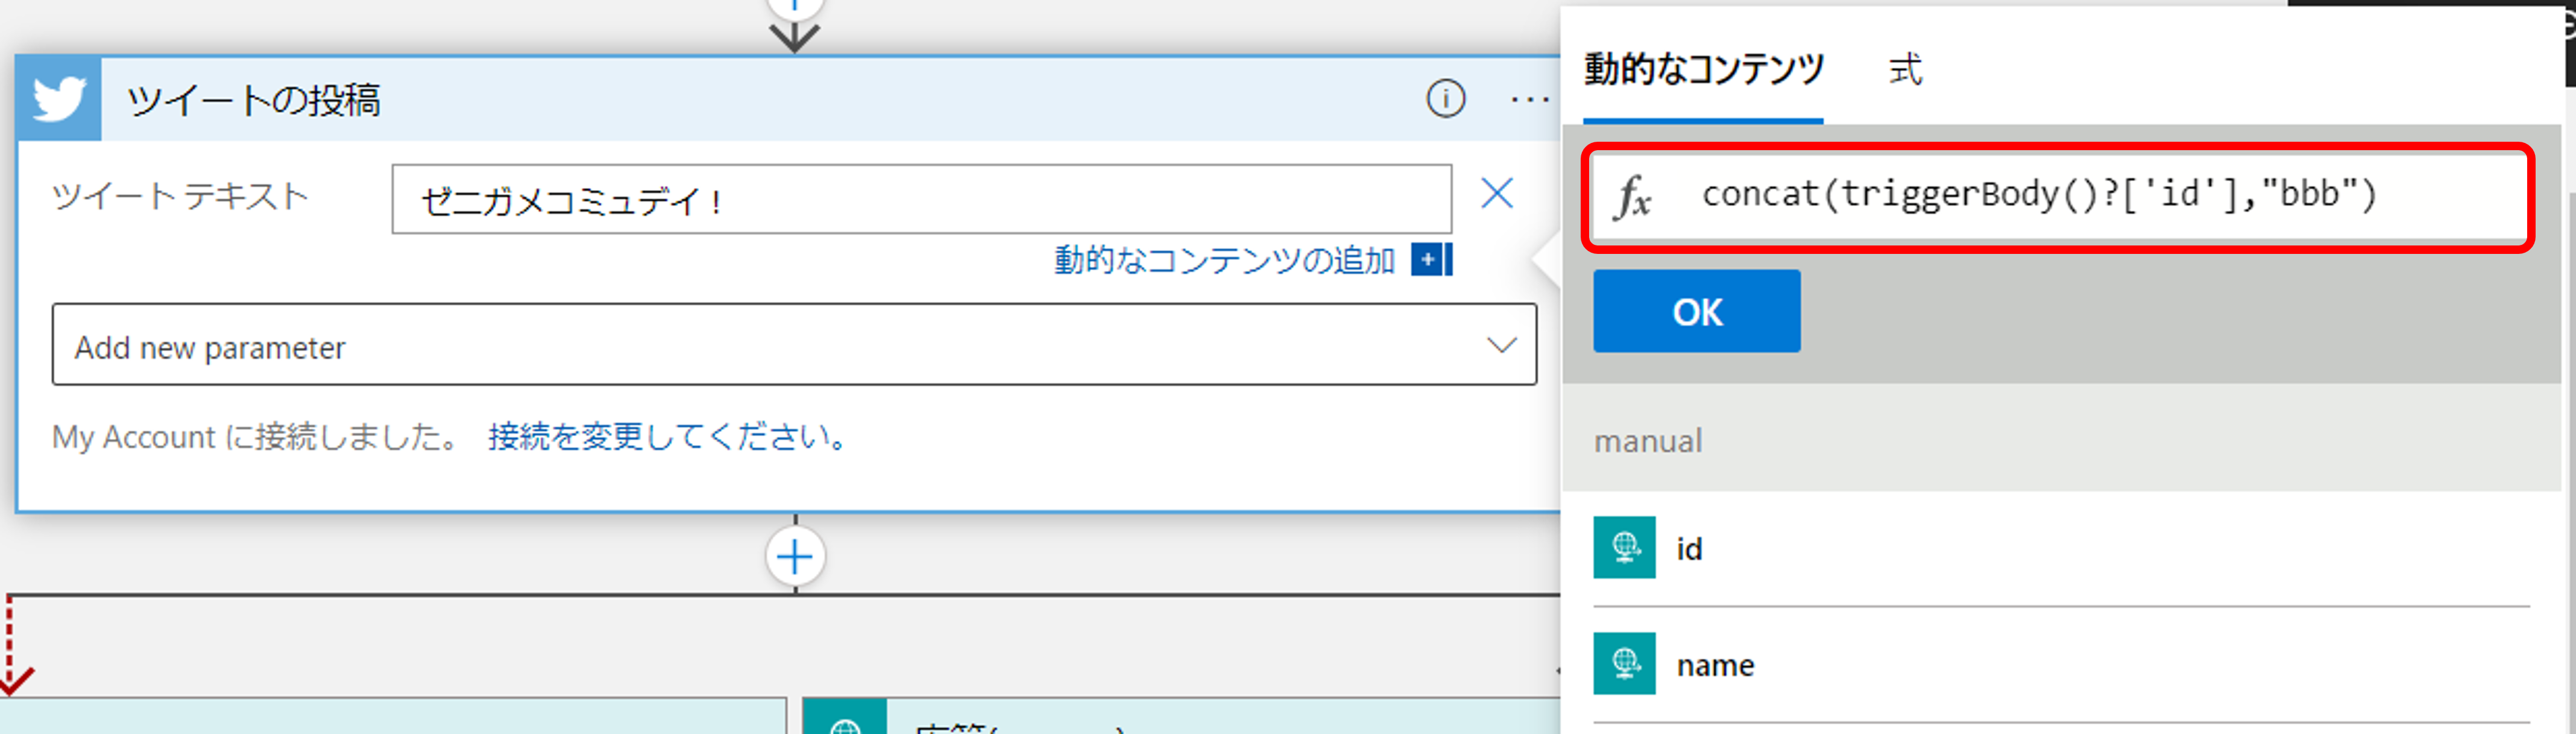 ツイートの投稿
ツイート テキスト
ゼニガメコミュデイ！
動的なコンテンツの追加
Add new parameter
My Account に接続しました。 接続を変更してください。
動的なコンテンツ 式
fx concat(triggerBody()?['id'],"bbb")
OK
manual
id
name